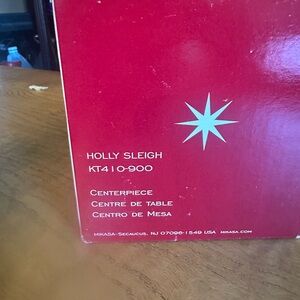 HOLLY SLEIGH
KT410-900
CENTERPIECE
CENTRE DE TABLE
CENTRO DE MESA
MIKASA-SECAUCUS, NJ 07096-1549 USA MIKASA.COM